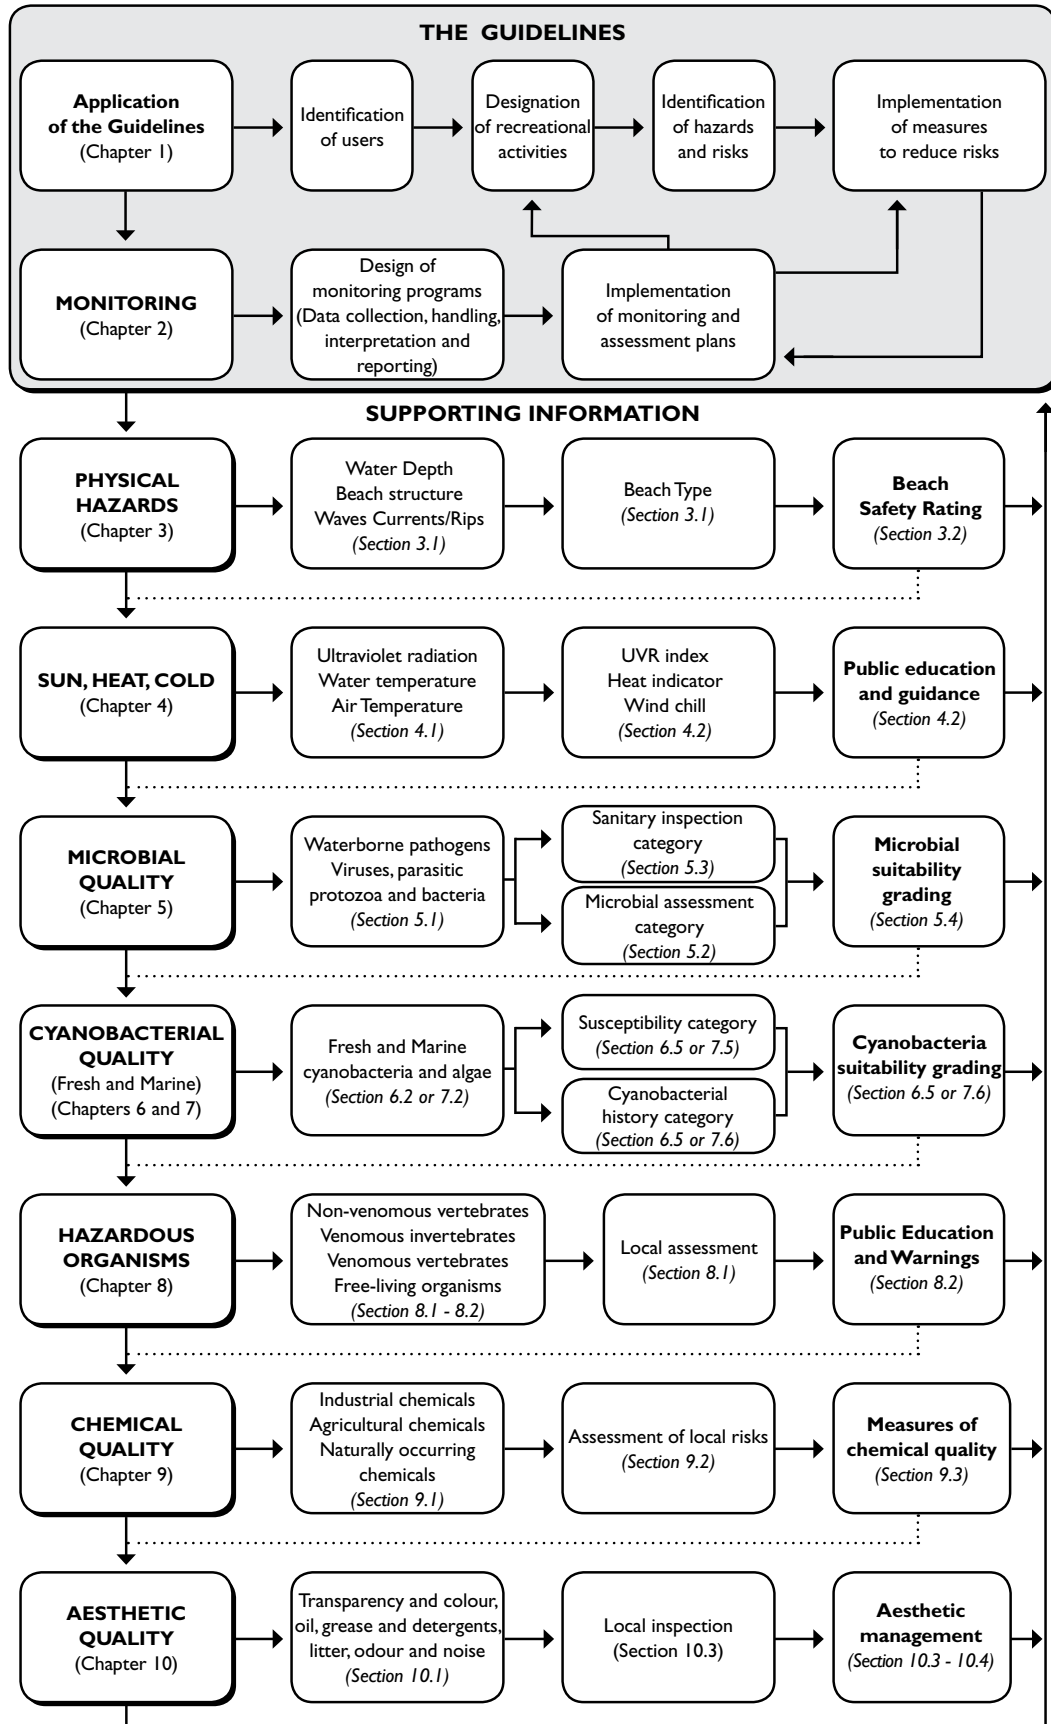 THE GUIDELINES
Application
of the Guidelines
(Chapter 1)
Identification
of users
Designation
of recreational
activities
Identification
of hazards
and risks
Implementation
of measures
to reduce risks
MONITORING
(Chapter 2)
Design of
monitoring programs
(Data collection, handling,
interpretation and
reporting)
Implementation
of monitoring and
assessment plans
SUPPORTING INFORMATION
PHYSICAL
HAZARDS
(Chapter 3)
Water Depth
Beach structure
Waves Currents/Rips
(Section 3.1)
Beach Type
(Section 3.1)
Beach
Safety Rating
(Section 3.2)
SUN, HEAT, COLD
(Chapter 4)
Ultraviolet radiation
Water temperature
Air Temperature
(Section 4.1)
UVR index
Heat indicator
Wind chill
(Section 4.2)
Public education
and guidance
(Section 4.2)
MICROBIAL
QUALITY
(Chapter 5)
Waterborne pathogens
Viruses, parasitic
protozoa and bacteria
(Section 5.1)
Sanitary inspection
category
(Section 5.3)
Microbial assessment
category
(Section 5.2)
Microbial
suitability
grading
(Section 5.4)
CYANOBACTERIAL
QUALITY
(Fresh and Marine)
(Chapters 6 and 7)
Fresh and Marine
cyanobacteria and algae
(Section 6.2 or 7.2)
Susceptibility category
(Section 6.5 or 7.5)
Cyanobacterial
history category
(Section 6.5 or 7.6)
Cyanobacteria
suitability grading
(Section 6.5 or 7.6)
HAZARDOUS
ORGANISMS
(Chapter 8)
Non-venomous vertebrates
Venomous invertebrates
Venomous vertebrates
Free-living organisms
(Section 8.1 - 8.2)
Local assessment
(Section 8.1)
Public Education
and Warnings
(Section 8.2)
CHEMICAL
QUALITY
(Chapter 9)
Industrial chemicals
Agricultural chemicals
Naturally occurring
chemicals
(Section 9.1)
Assessment of local risks
(Section 9.2)
Measures of
chemical quality
(Section 9.3)
AESTHETIC
QUALITY
(Chapter 10)
Transparency and colour,
oil, grease and detergents,
litter, odour and noise
(Section 10.1)
Local inspection
(Section 10.3)
Aesthetic
management
(Section 10.3 - 10.4)